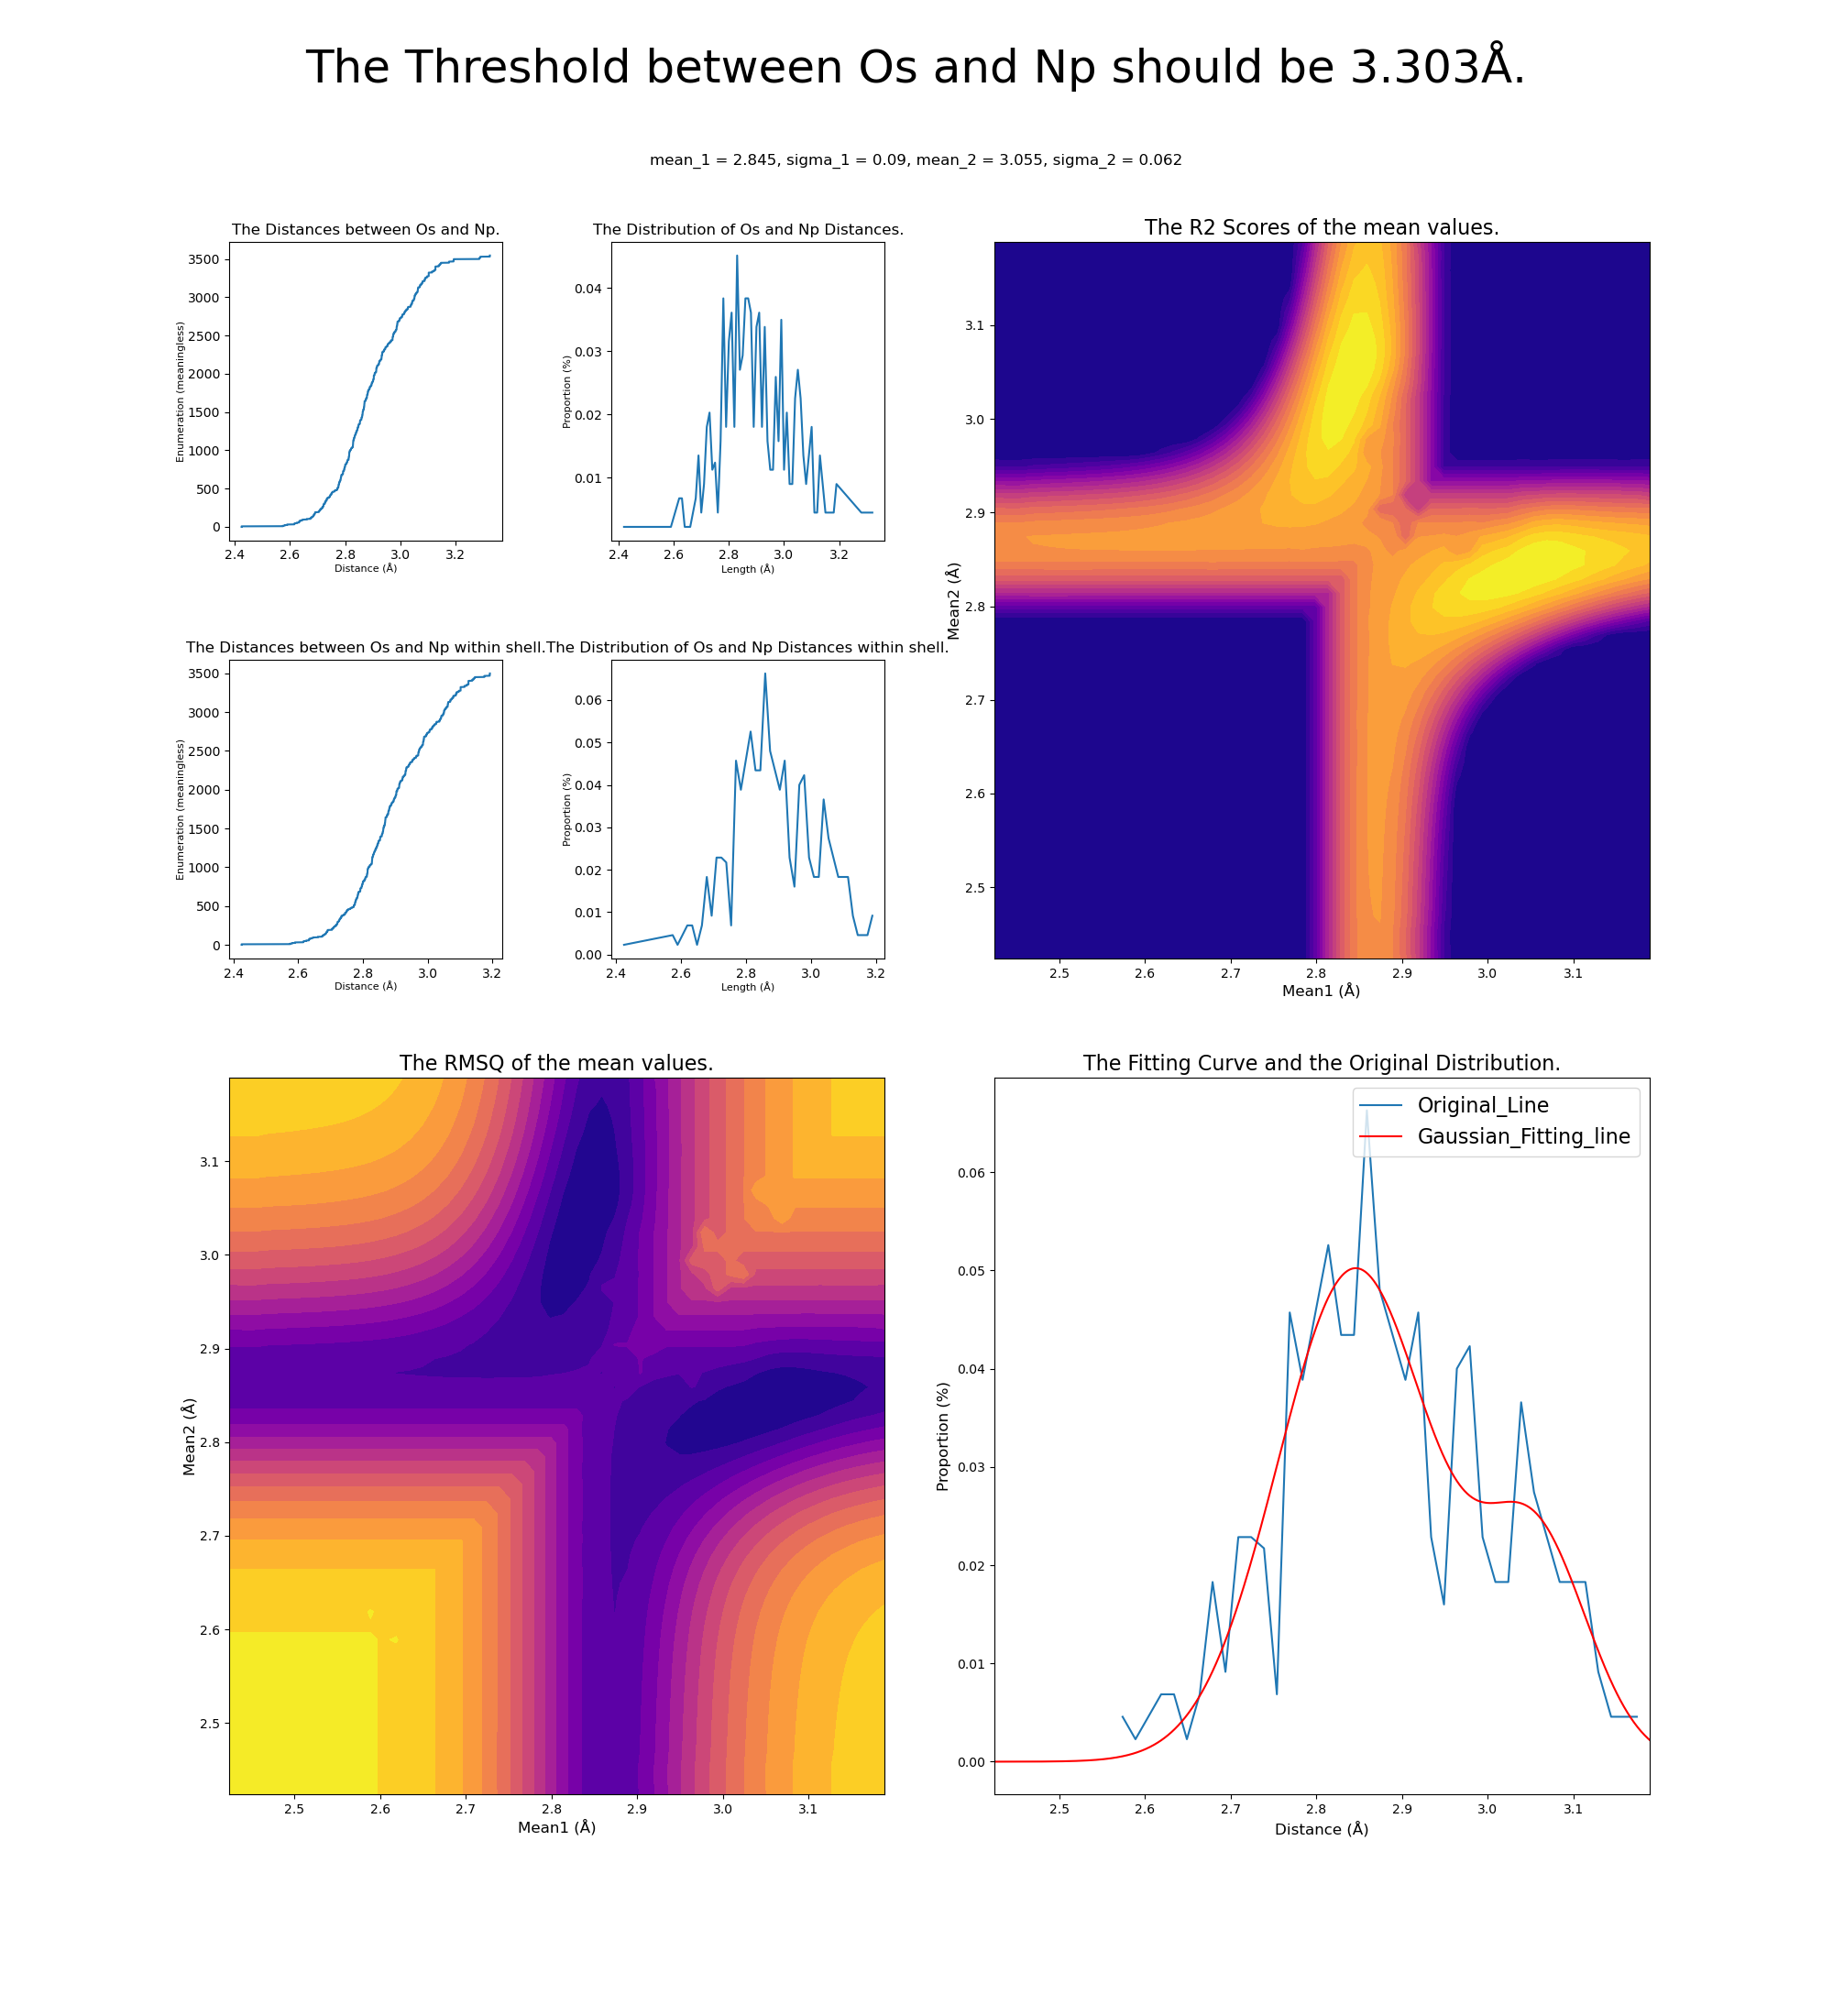 The Threshold between Os and Np should be 3.303Å.
mean_1 = 2.845, sigma_1 = 0.09, mean_2 = 3.055, sigma_2 = 0.062
The Distances between Os and Np.
3500
3000
2500
2000
1500
1000
500
0
Enumeration (meaningless)
2.4 2.6 2.8 3.0 3.2
Distance (Å)
The Distribution of Os and Np Distances.
0.04
0.03
0.02
0.01
Proportion (%)
2.4 2.6 2.8 3.0 3.2
Length (Å)
The R2 Scores of the mean values.
3.1
3.0
2.9
2.8
2.7
2.6
2.5
Mean2 (Å)
2.5 2.6 2.7 2.8 2.9 3.0 3.1
Mean1 (Å)
The Distances between Os and Np within shell.
3500
3000
2500
2000
1500
1000
500
0
Enumeration (meaningless)
2.4 2.6 2.8 3.0 3.2
Distance (Å)
The Distribution of Os and Np Distances within shell.
0.06
0.05
0.04
0.03
0.02
0.01
0.00
Proportion (%)
2.4 2.6 2.8 3.0 3.2
Length (Å)
The RMSQ of the mean values.
3.1
3.0
2.9
2.8
2.7
2.6
2.5
Mean2 (Å)
2.5 2.6 2.7 2.8 2.9 3.0 3.1
Mean1 (Å)
The Fitting Curve and the Original Distribution.
Original_Line
Gaussian_Fitting_line
0.06
0.05
0.04
0.03
0.02
0.01
0.00
Proportion (%)
2.5 2.6 2.7 2.8 2.9 3.0 3.1
Distance (Å)